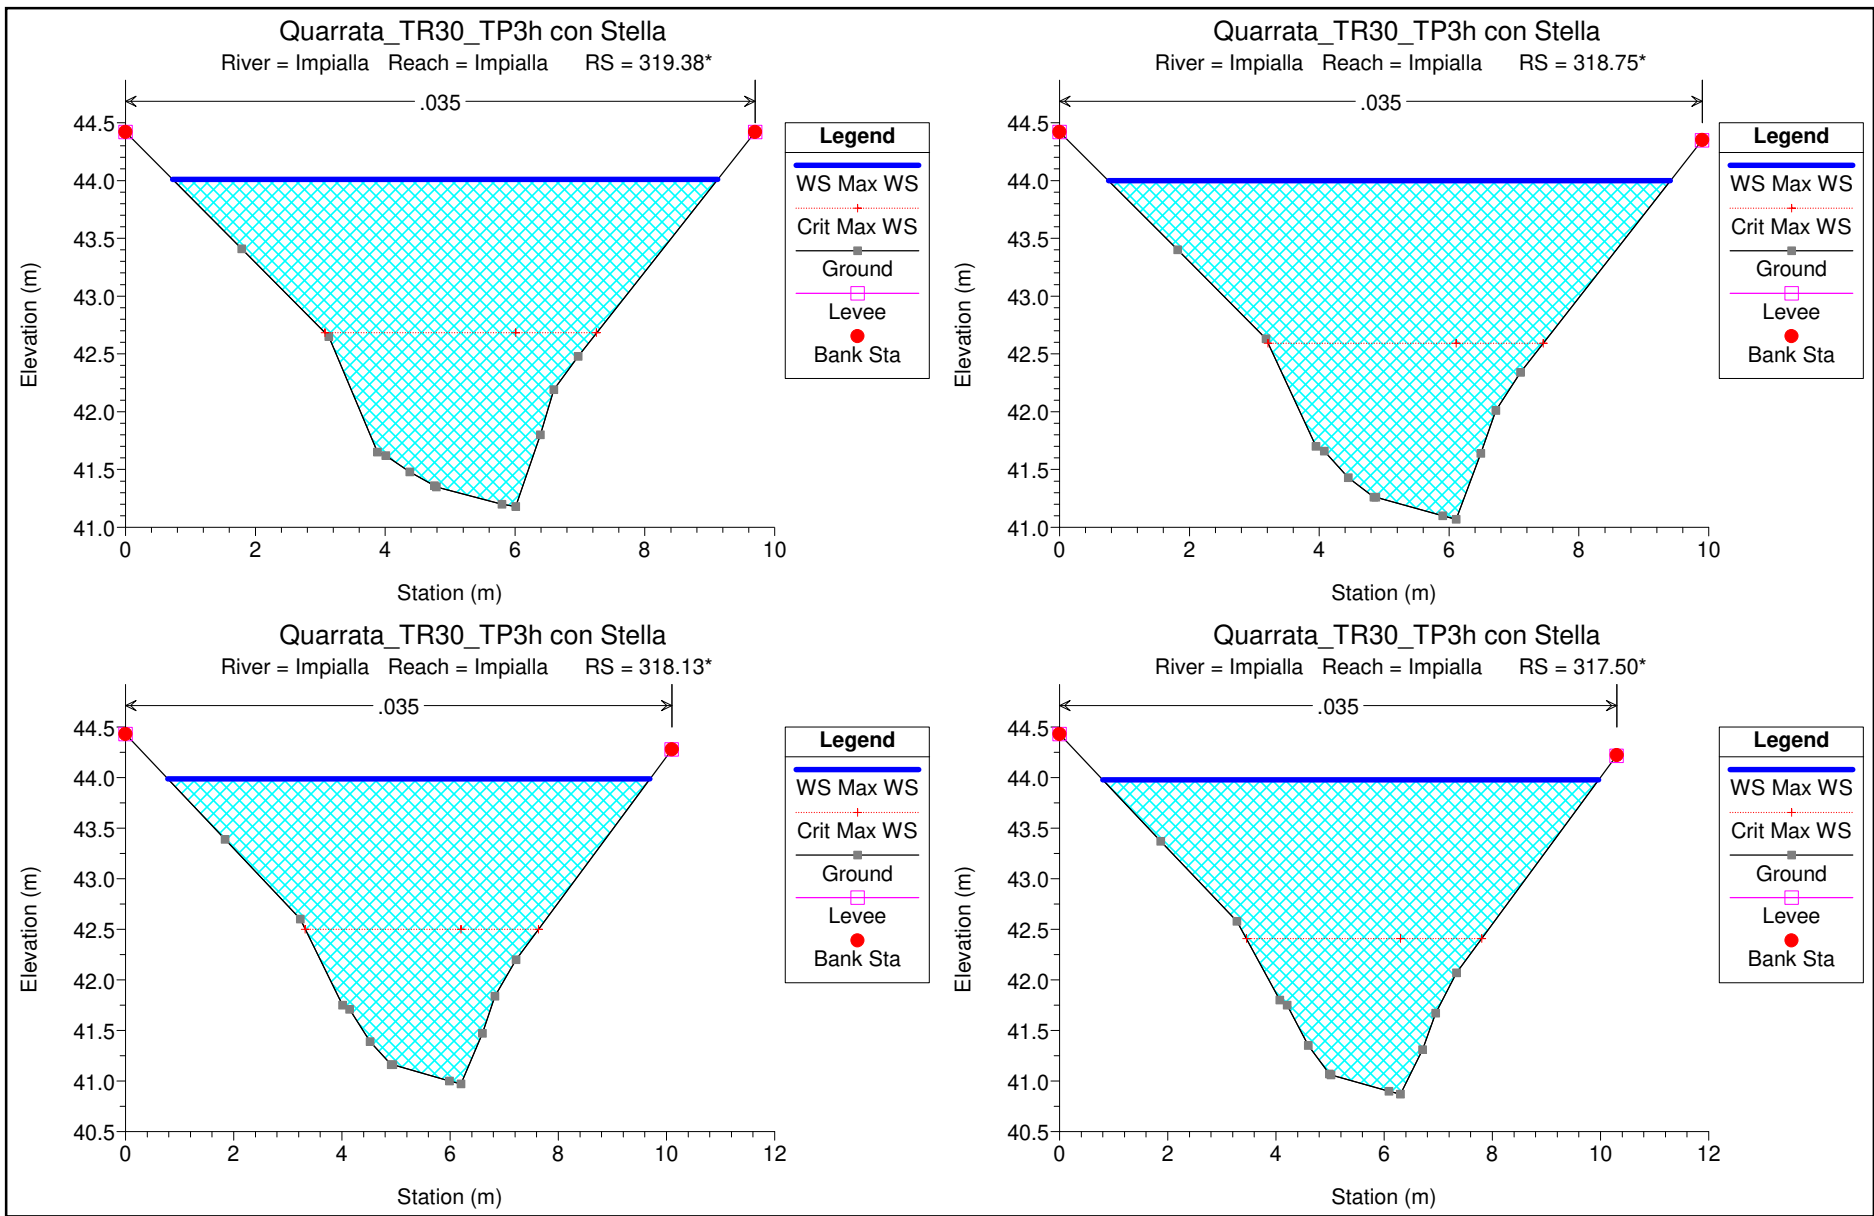 Quarrata_TR30_TP3h con Stella
River = Impialla Reach = Impialla RS = 319.38*
.035
44.5
44.0
43.5
43.0
42.5
42.0
41.5
41.0
Elevation (m)
0 2 4 6 8 10
Station (m)
Legend
WS Max WS
Crit Max WS
Ground
Levee
Bank Sta
Quarrata_TR30_TP3h con Stella
River = Impialla Reach = Impialla RS = 318.75*
.035
44.5
44.0
43.5
43.0
42.5
42.0
41.5
41.0
Elevation (m)
0 2 4 6 8 10
Station (m)
Legend
WS Max WS
Crit Max WS
Ground
Levee
Bank Sta
Quarrata_TR30_TP3h con Stella
River = Impialla Reach = Impialla RS = 318.13*
.035
44.5
44.0
43.5
43.0
42.5
42.0
41.5
41.0
40.5
Elevation (m)
0 2 4 6 8 10 12
Station (m)
Legend
WS Max WS
Crit Max WS
Ground
Levee
Bank Sta
Quarrata_TR30_TP3h con Stella
River = Impialla Reach = Impialla RS = 317.50*
.035
44.5
44.0
43.5
43.0
42.5
42.0
41.5
41.0
40.5
Elevation (m)
0 2 4 6 8 10 12
Station (m)
Legend
WS Max WS
Crit Max WS
Ground
Levee
Bank Sta